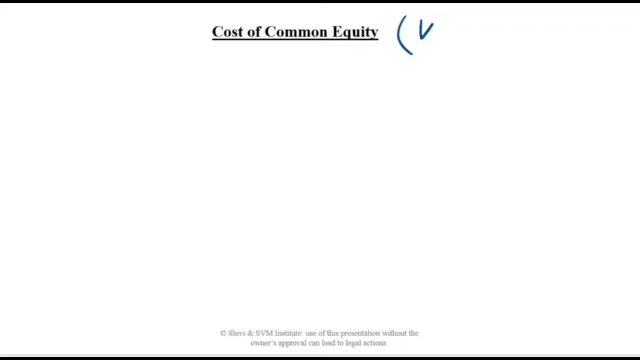 Cost of Common Equity (
© Shivi & SVM Institute: use of this presentation without the
owner's approval can lead to legal actions